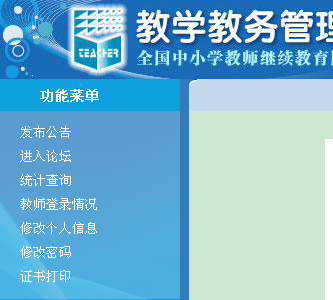 TEACHER
教学教务管理
全国中小学教师继续教育
功能菜单
发布公告
进入论坛
统计查询
教师登录情况
修改个人信息
修改密码
证书打印